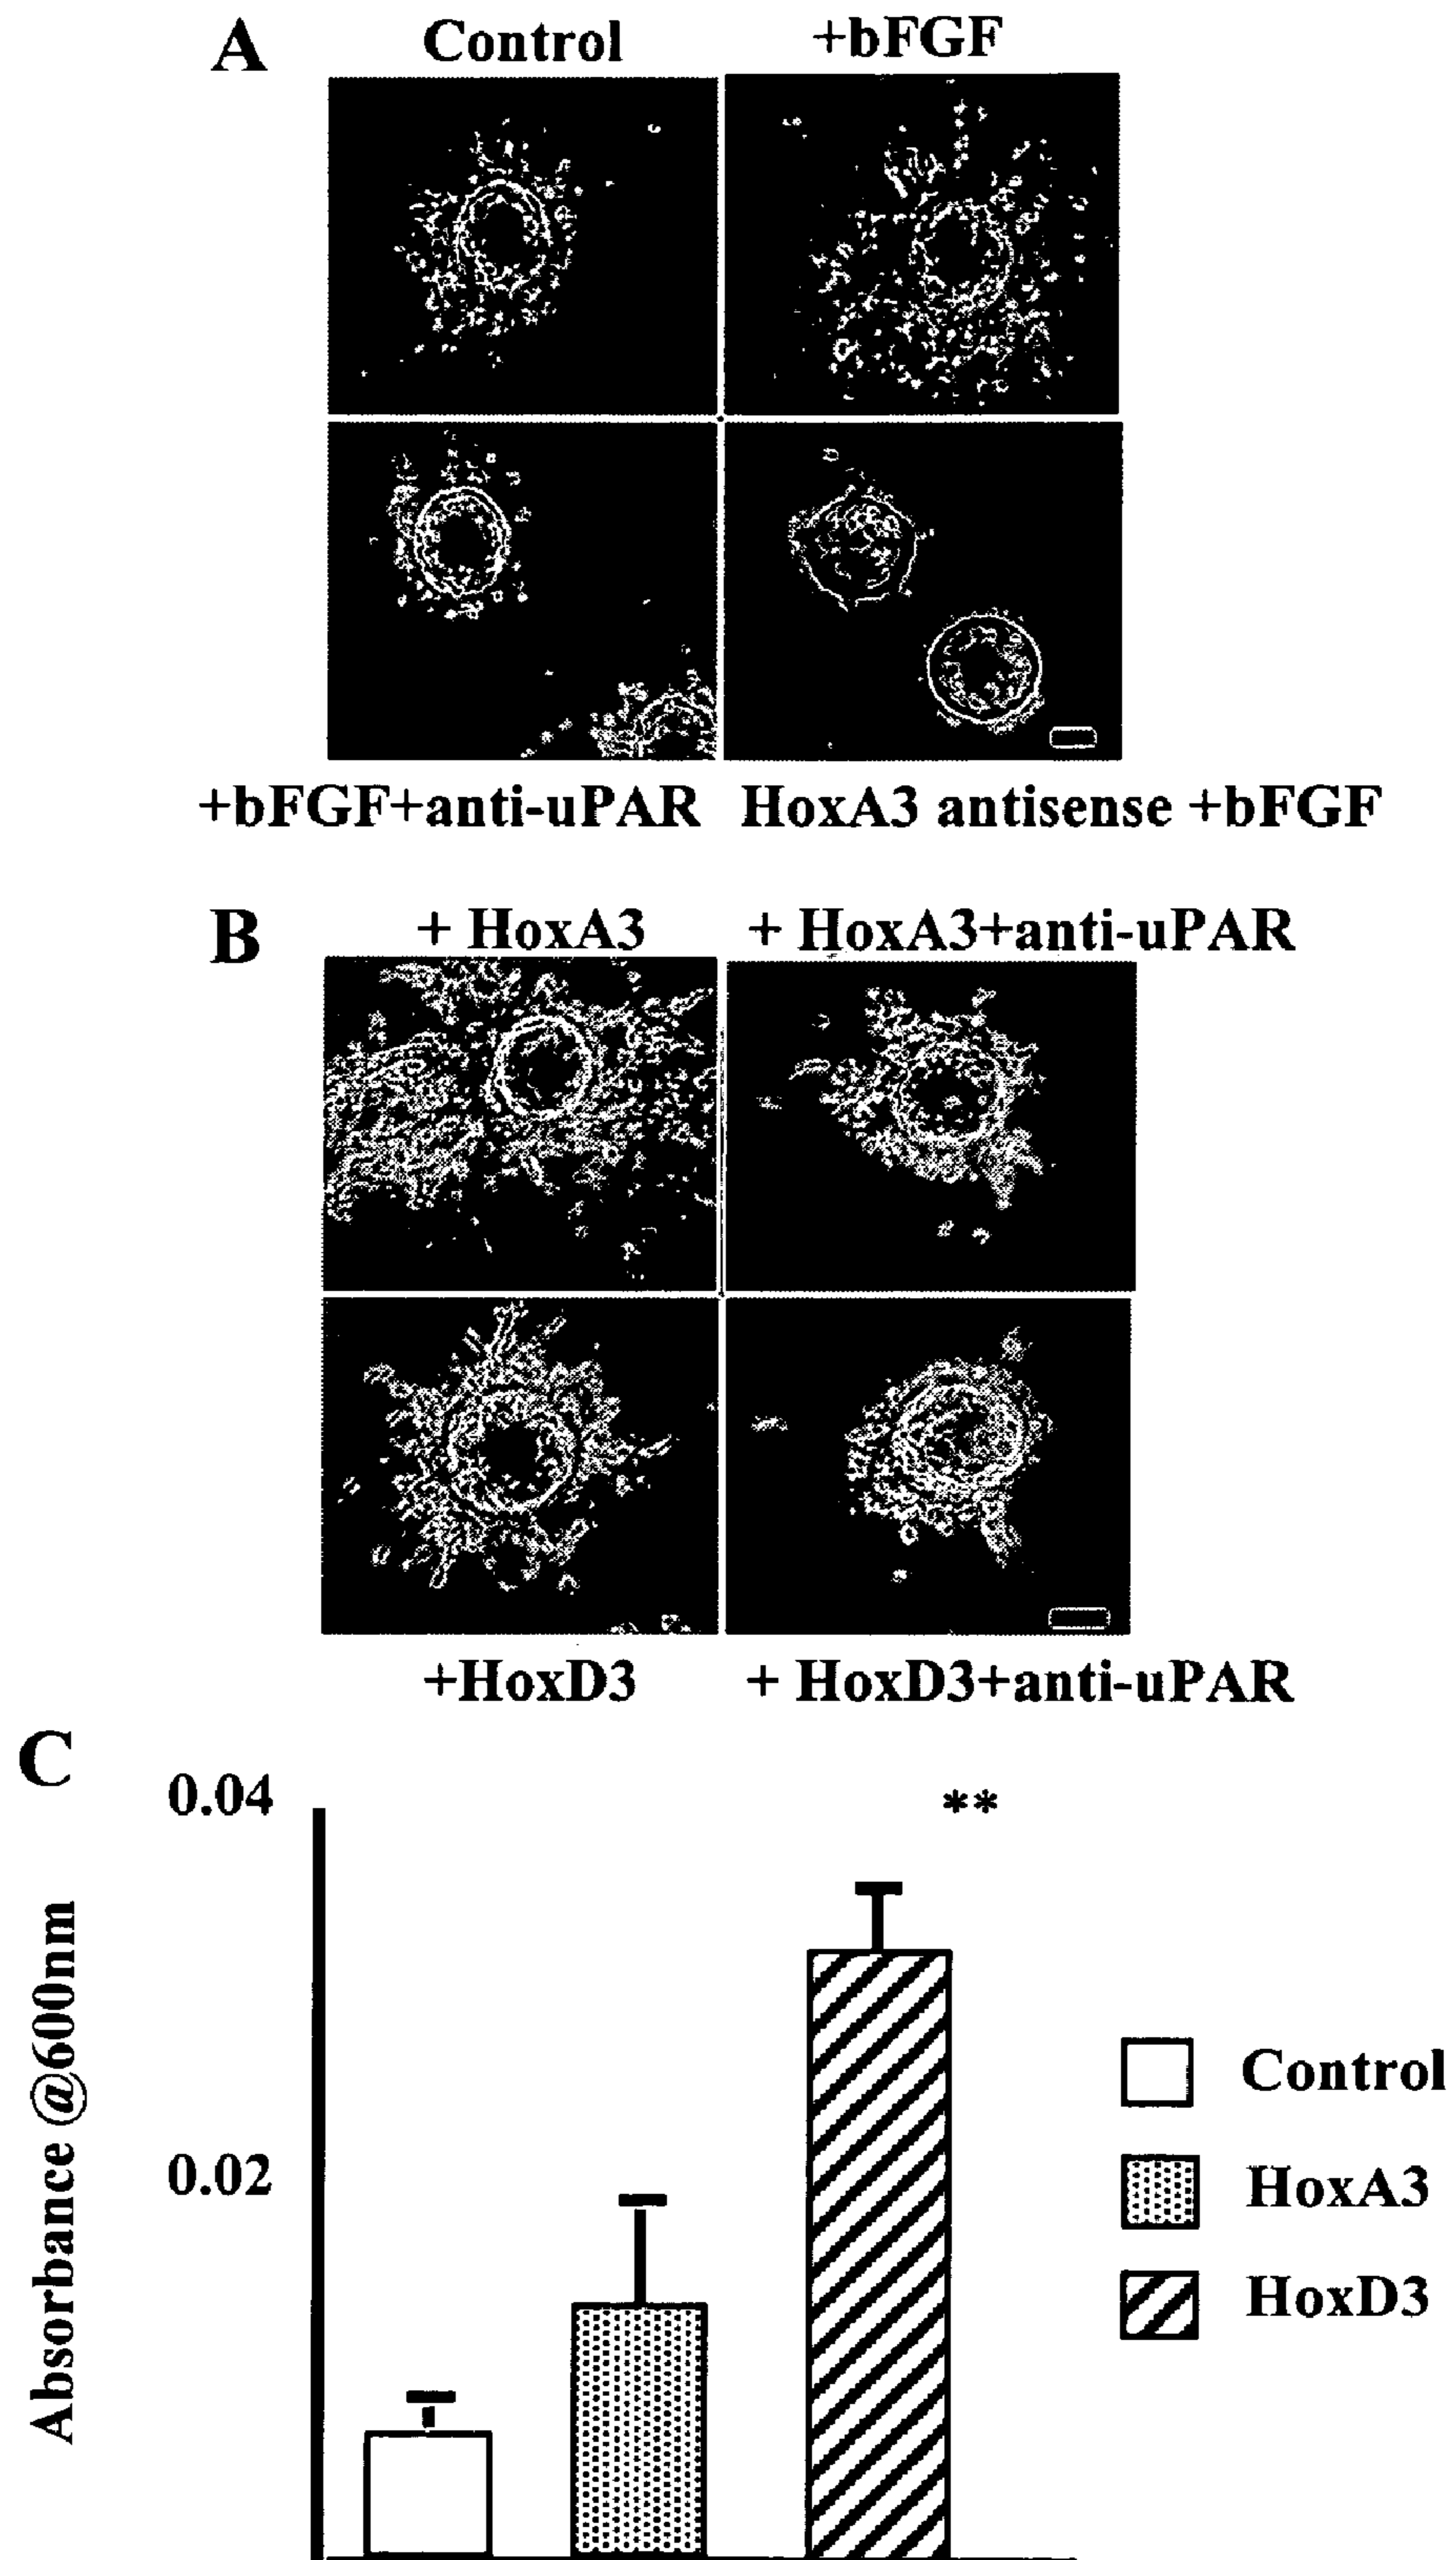 A Control +bFGF
+bFGF+anti-uPAR HoxA3 antisense +bFGF
B + HoxA3 + HoxA3+anti-uPAR
+HoxD3 + HoxD3+anti-uPAR
C
0.04
**
Absorbance @600nm
0.02
Control
HoxA3
HoxD3